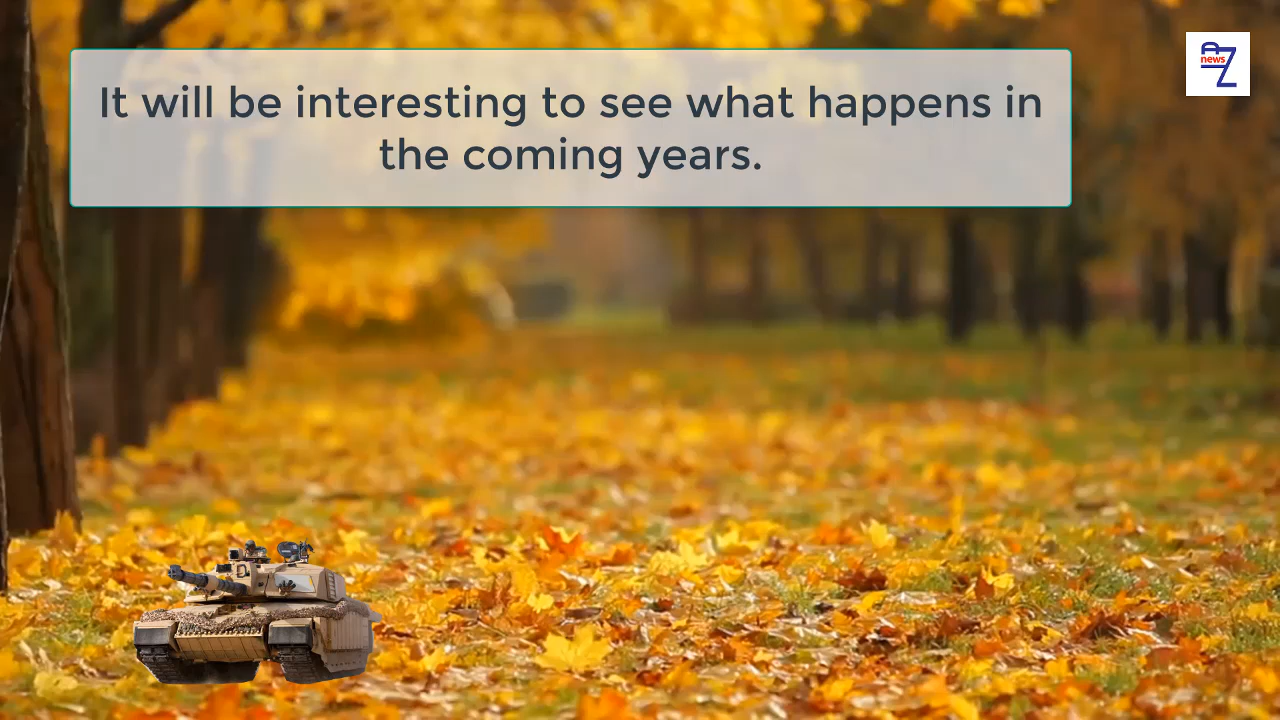 It will be interesting to see what happens in
the coming years.
A
news
Z
D